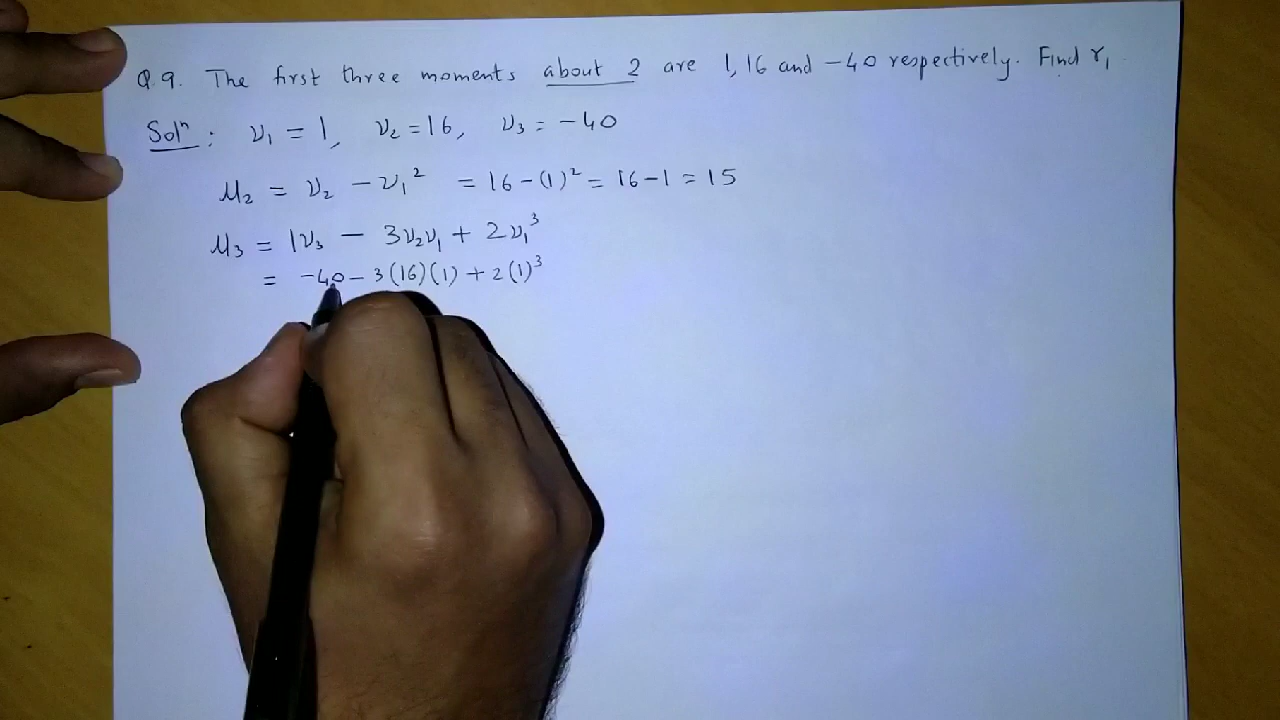 Q.9. The first three moments about 2 are 1, 16 and -40 respectively. Find γ₁.
Solⁿ: ν₁ = 1, ν₂ = 16, ν₃ = -40
μ₂ = ν₂ - ν₁² = 16-(1)² = 16-1 = 15
μ₃ = 1ν₃ - 3ν₂ν₁ + 2ν₁³
= -40 - 3(16)(1) + 2(1)³